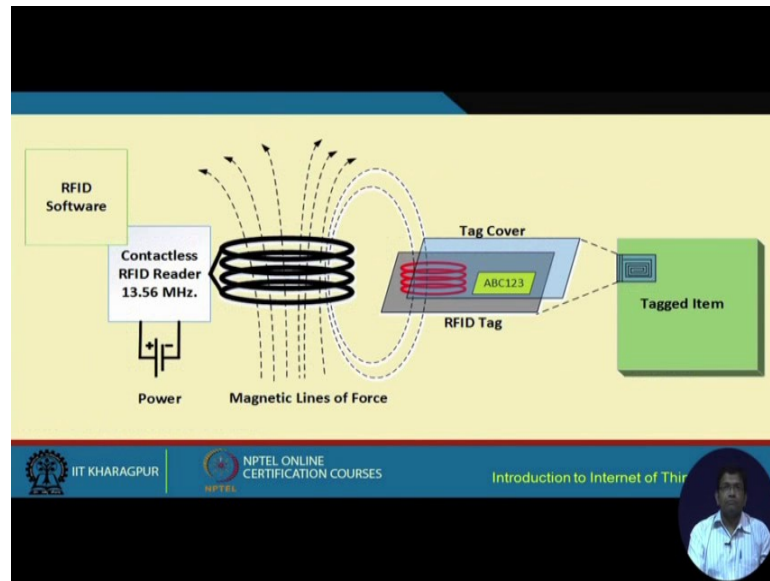 RFID
Software
Contactless
RFID Reader
13.56 MHz.
+ -
Power
Magnetic Lines of Force
Tag Cover
ABC123
RFID Tag
Tagged Item
IIT KHARAGPUR
NPTEL
NPTEL ONLINE
CERTIFICATION COURSES
Introduction to Internet of Thin